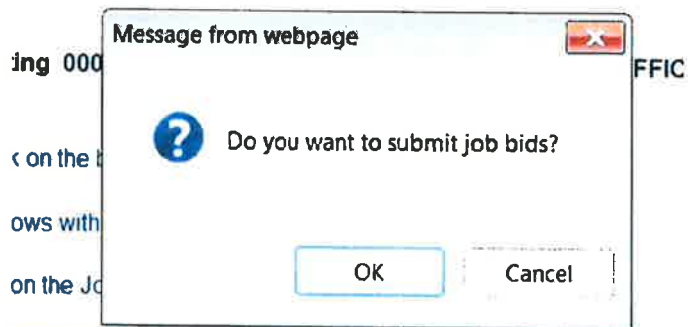 Message from webpage
ting 000
FFIC
Do you want to submit job bids?
k on the b
ows with
on the Jo
OK
Cancel